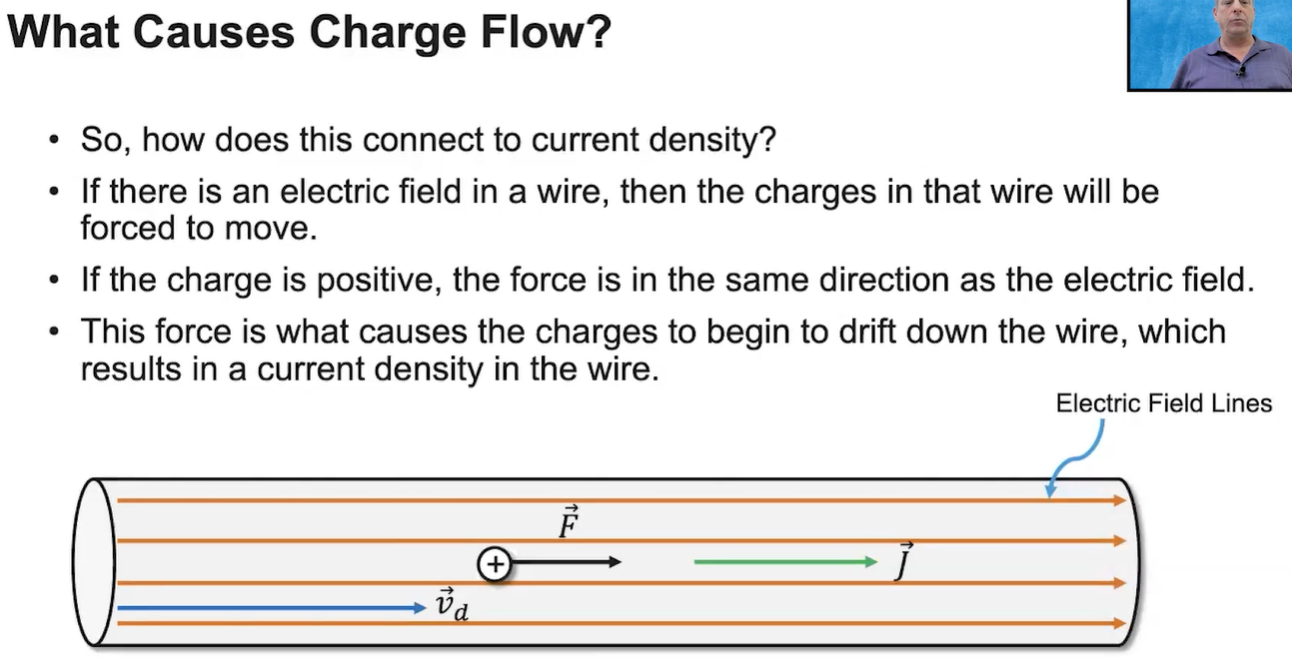 What Causes Charge Flow?
• So, how does this connect to current density?
• If there is an electric field in a wire, then the charges in that wire will be
forced to move.
• If the charge is positive, the force is in the same direction as the electric field.
• This force is what causes the charges to begin to drift down the wire, which
results in a current density in the wire.
Electric Field Lines
F⃗
+
J⃗
v⃗d